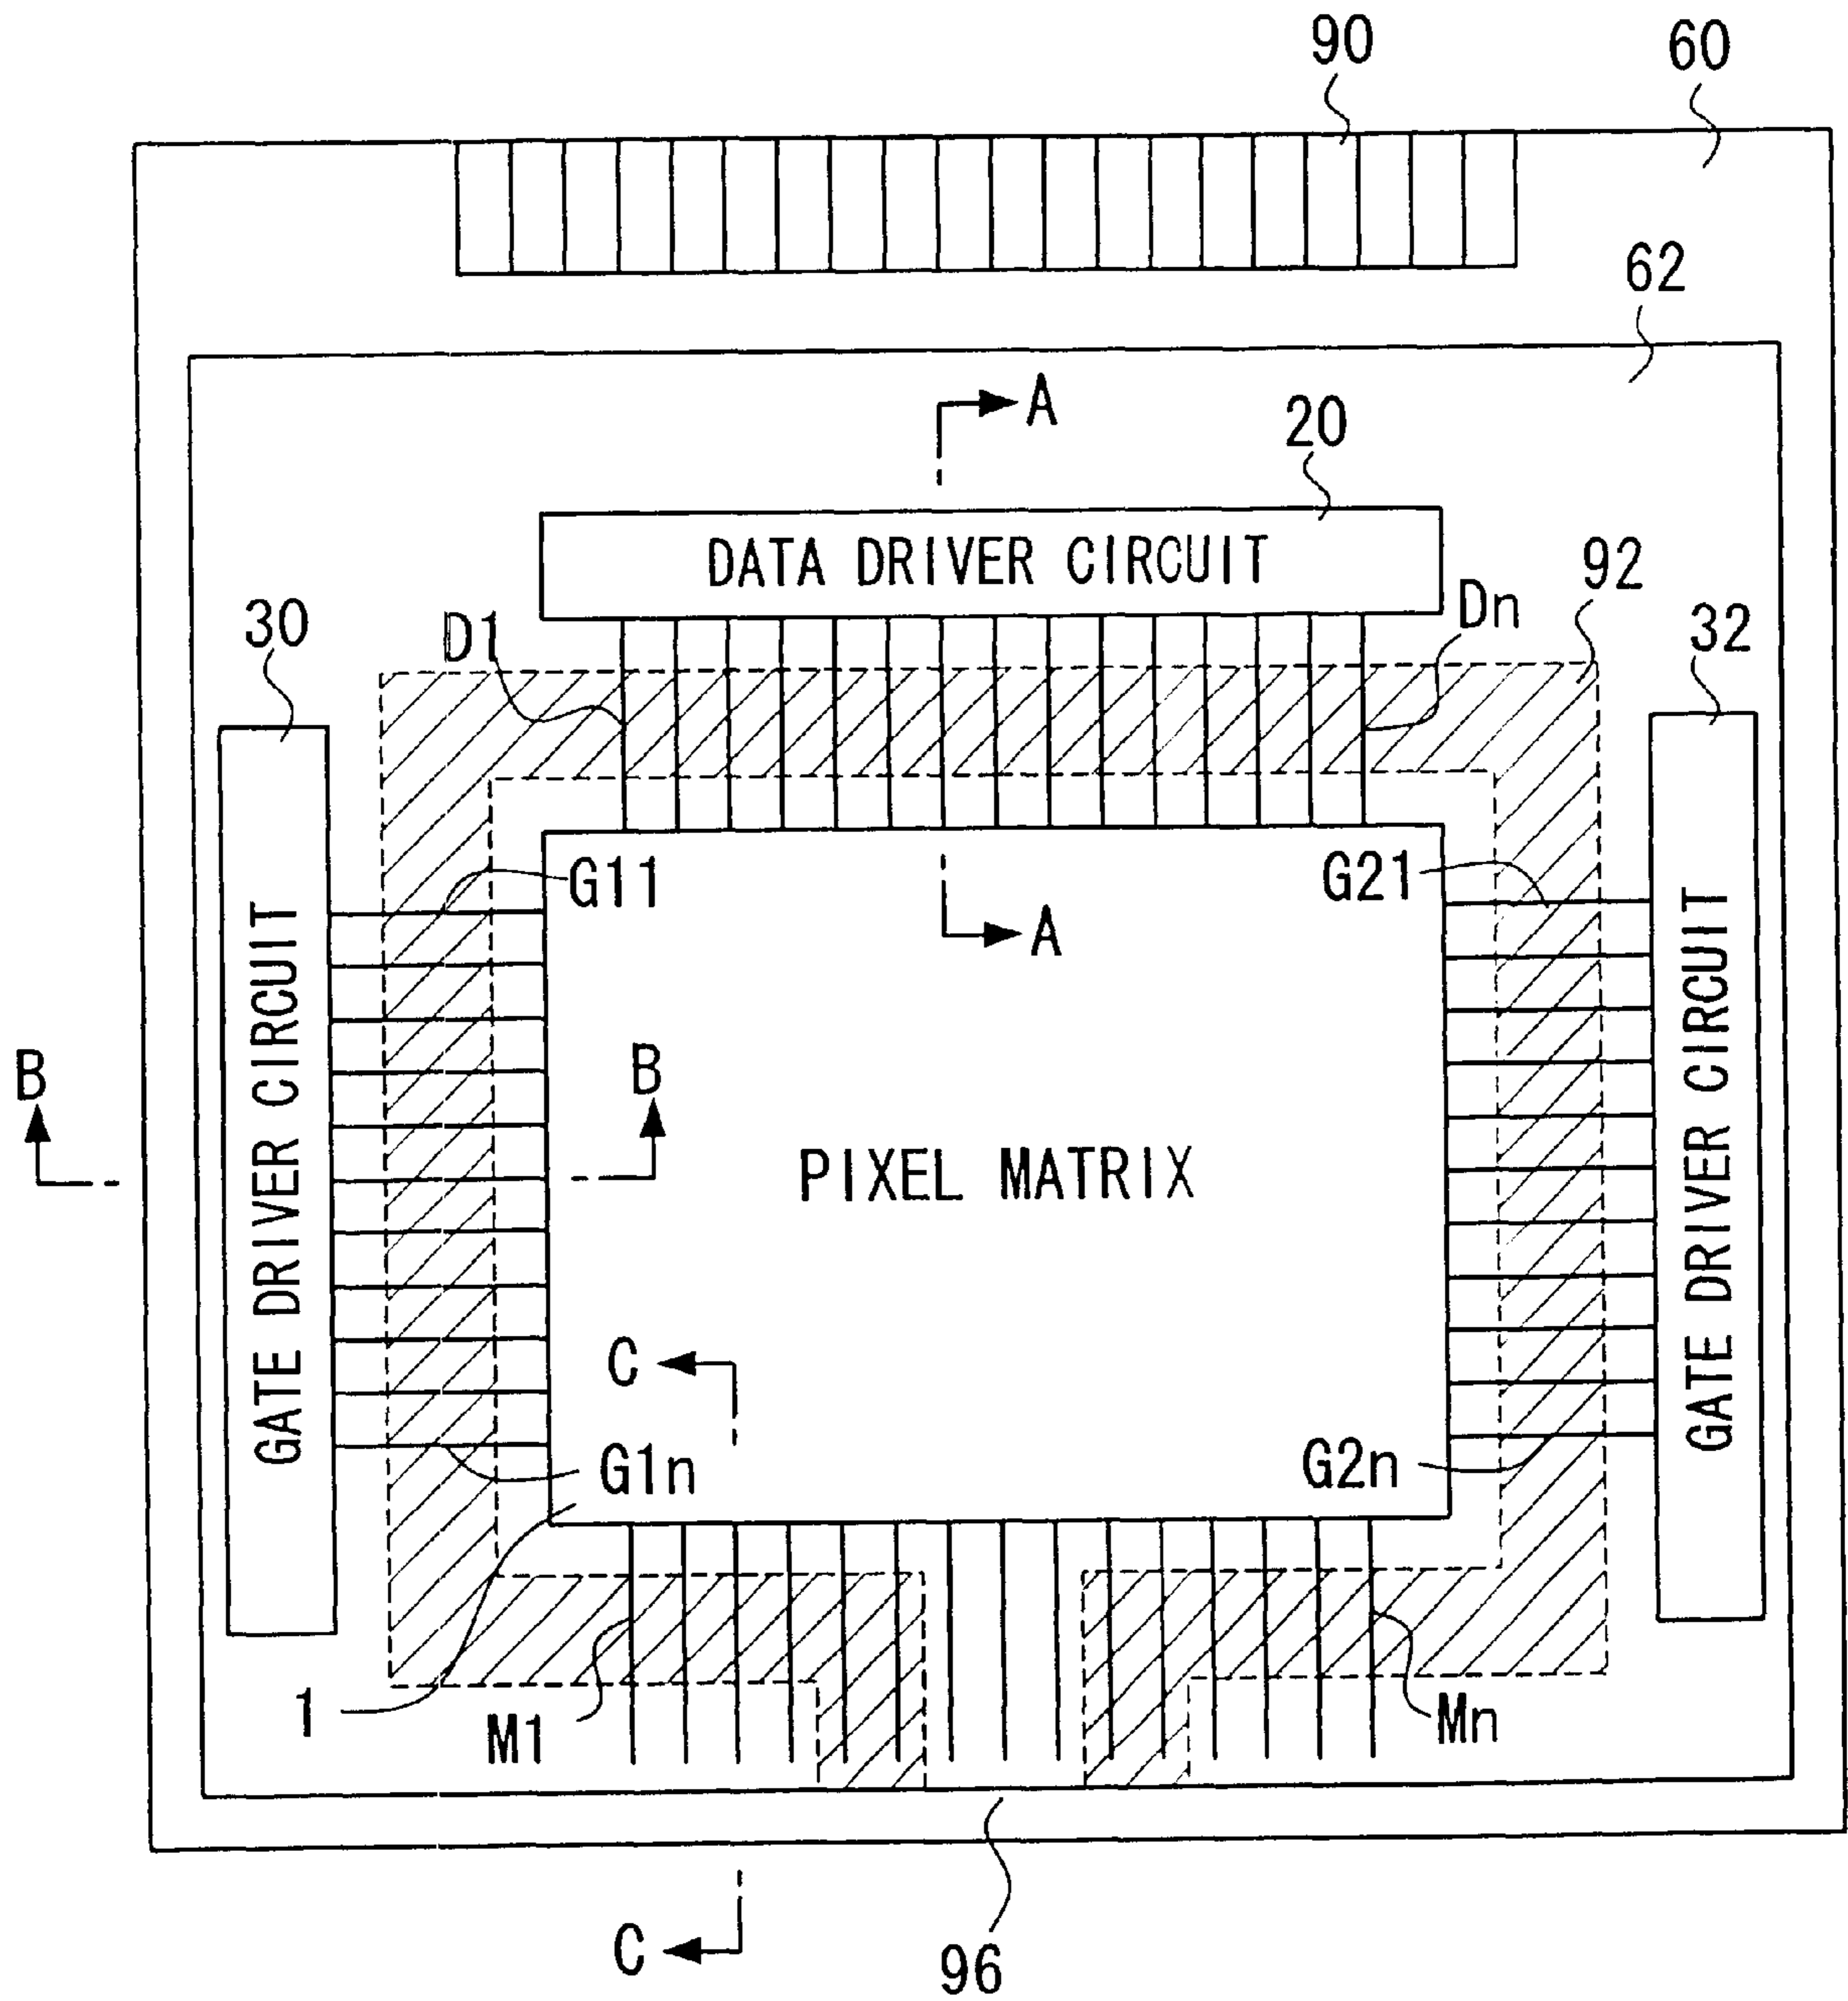 90
60
62
A
20
DATA DRIVER CIRCUIT
92
D1
Dn
30
32
G11
G21
A
GATE DRIVER CIRCUIT
GATE DRIVER CIRCUIT
B
B
PIXEL MATRIX
C
G1n
G2n
1
M1
Mn
C
96